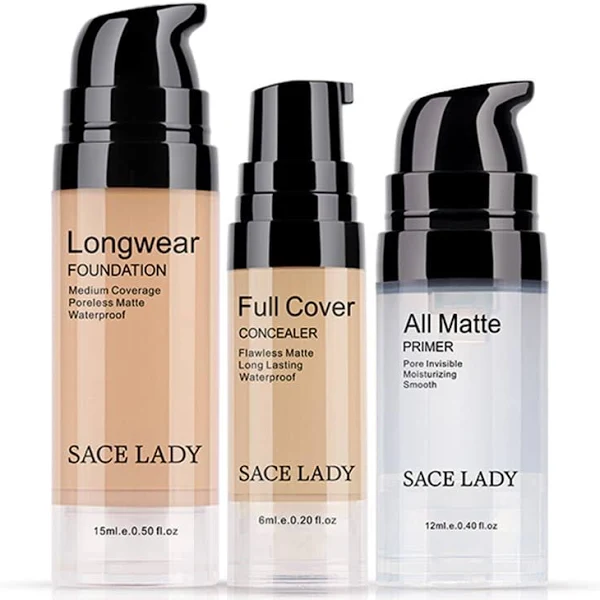 Longwear
FOUNDATION
Medium Coverage
Poreless Matte
Waterproof
SACE LADY
15ml.e.0.50 fl.oz
Full Cover
CONCEALER
Flawless Matte
Long Lasting
Waterproof
SACE LADY
6ml.e.0.20 fl.oz
All Matte
PRIMER
Pore Invisible
Moisturizing
Smooth
SACE LADY
12ml.e.0.40 fl.oz